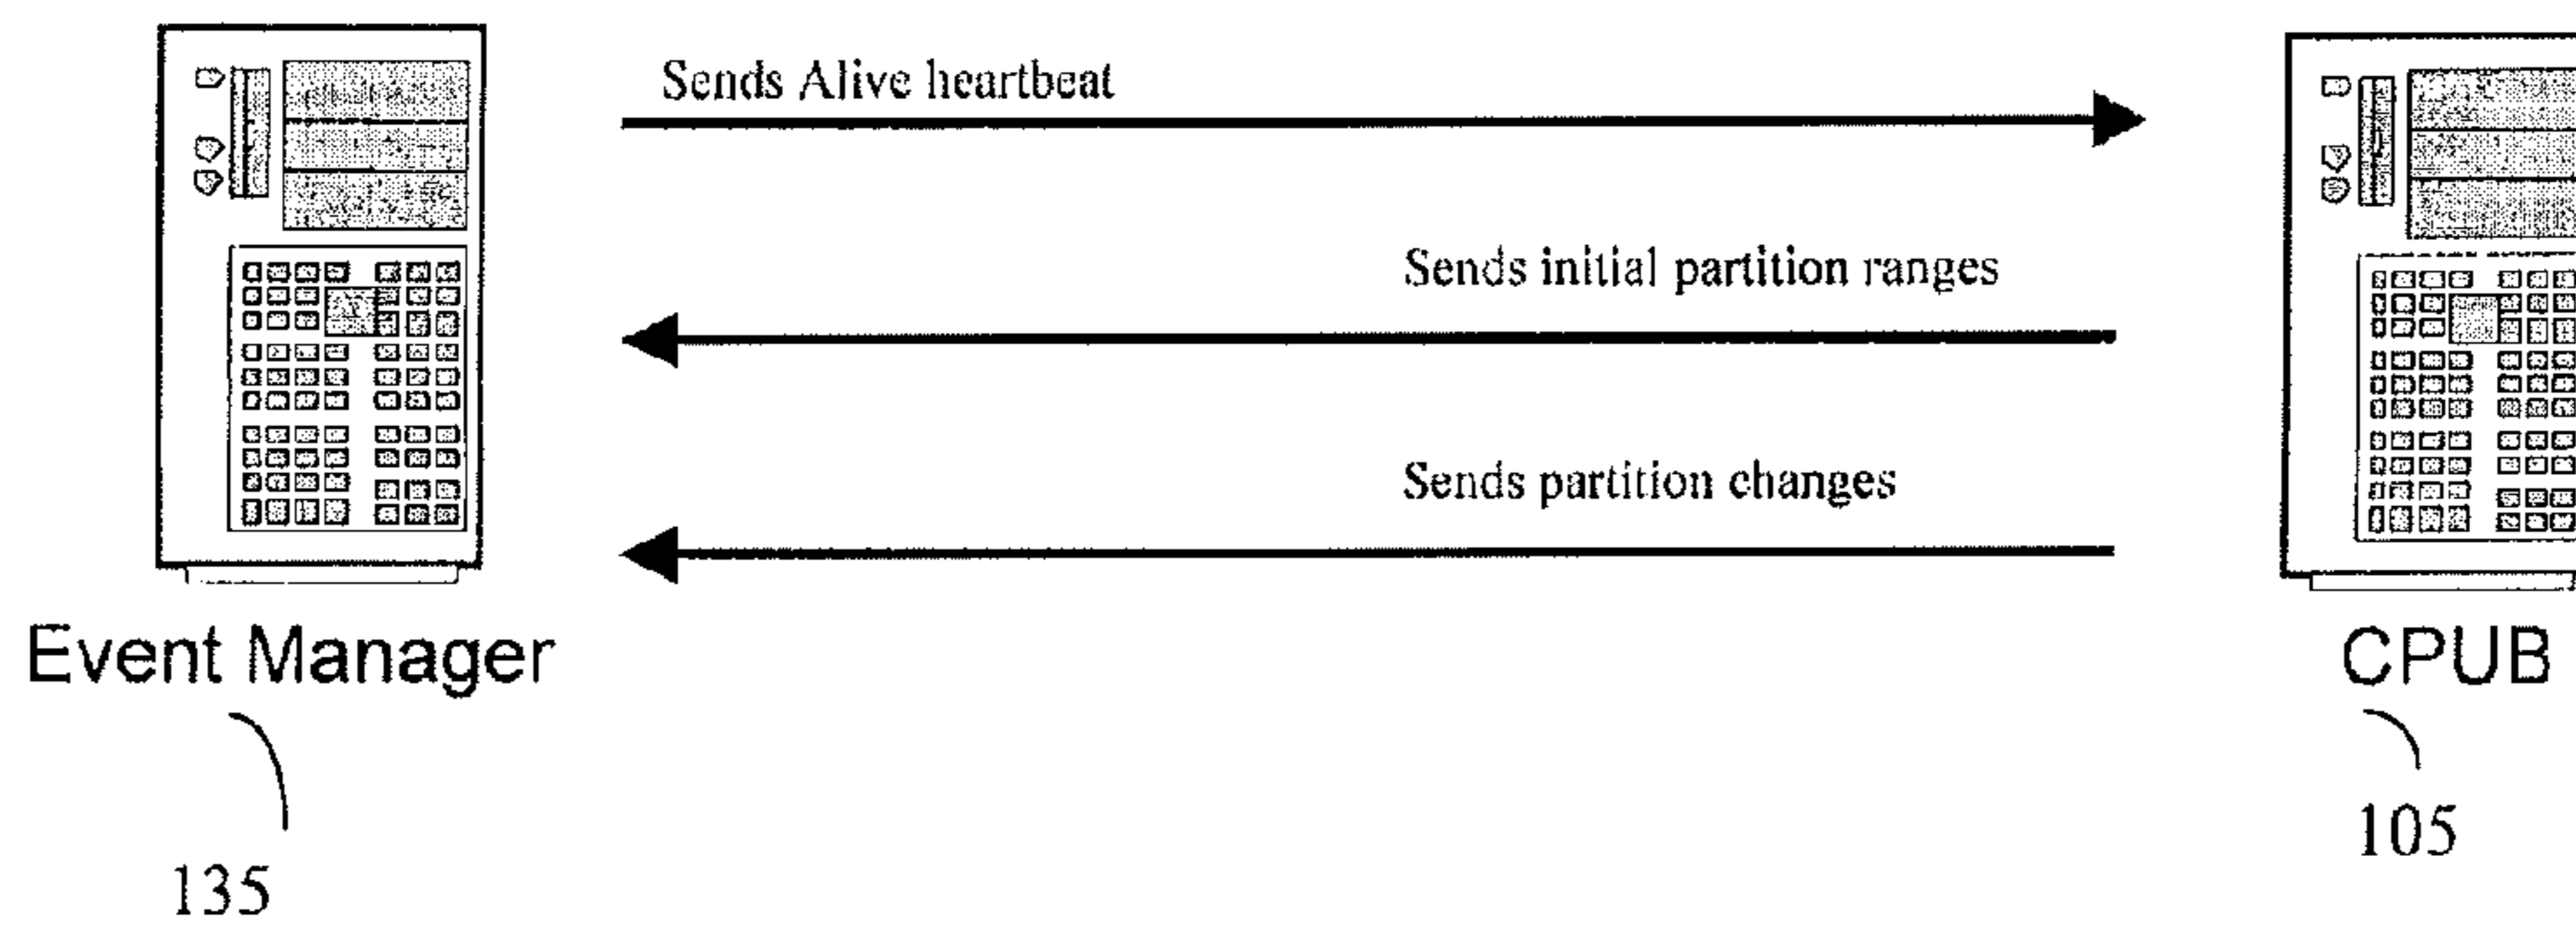 Sends Alive heartbeat
Sends initial partition ranges
Sends partition changes
Event Manager
CPUB
135
105